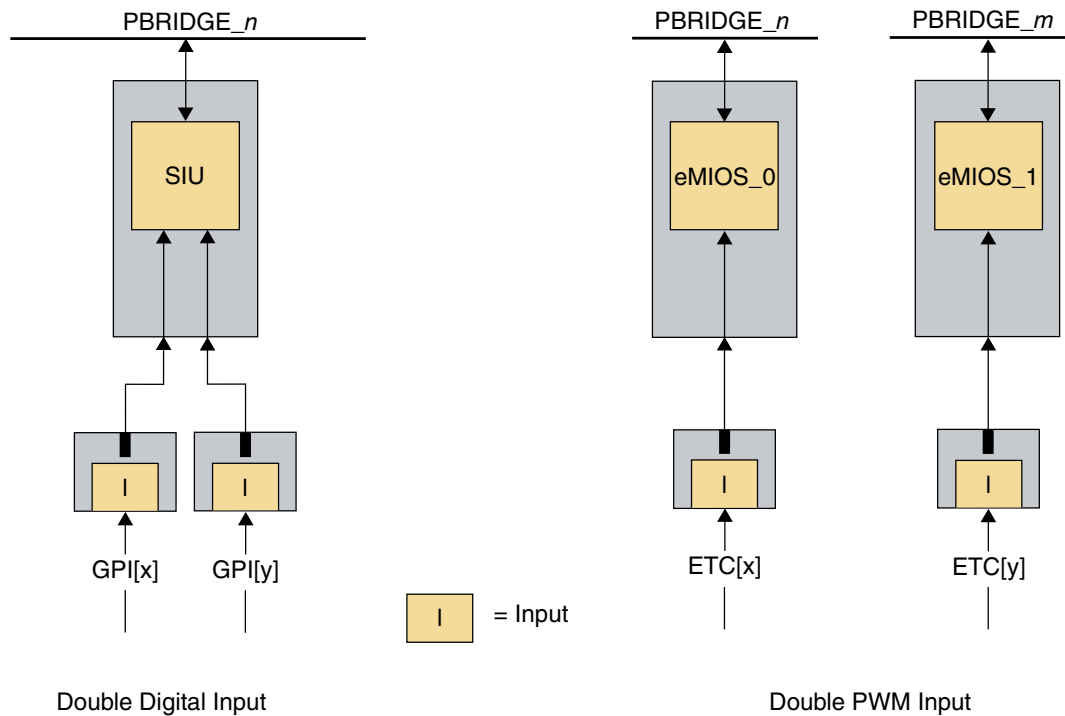 PBRIDGE_n
PBRIDGE_n
PBRIDGE_m
SIU
eMIOS_0
eMIOS_1
I
I
I
I
GPI[x]
GPI[y]
ETC[x]
ETC[y]
I
= Input
Double Digital Input
Double PWM Input